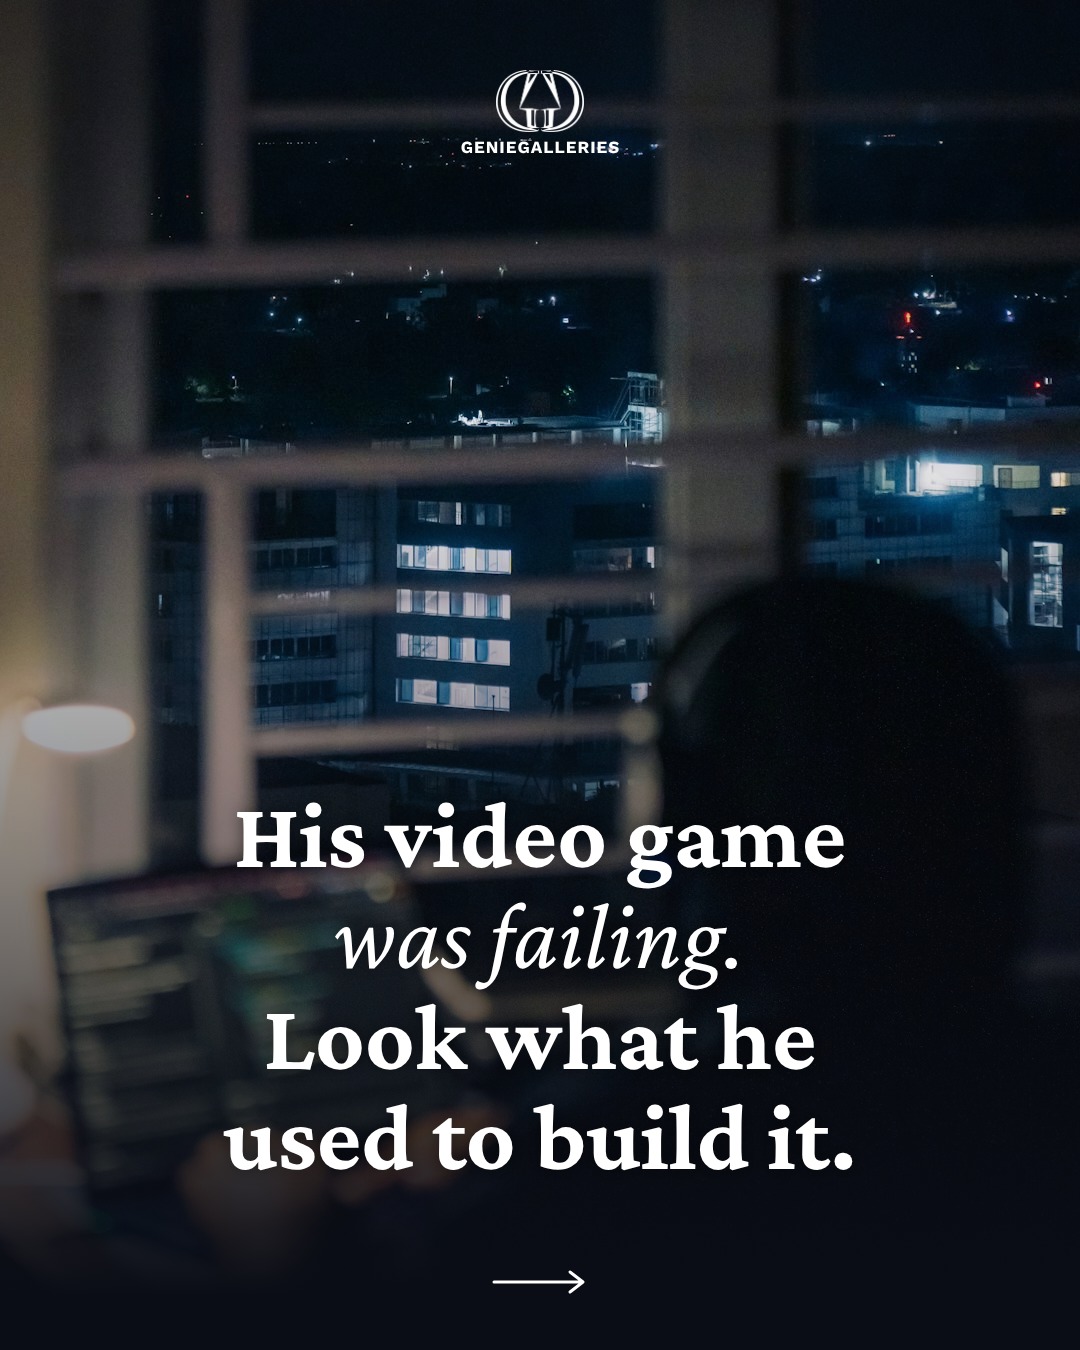 GENIEGALLERIES
His video game
was failing.
Look what he
used to build it.